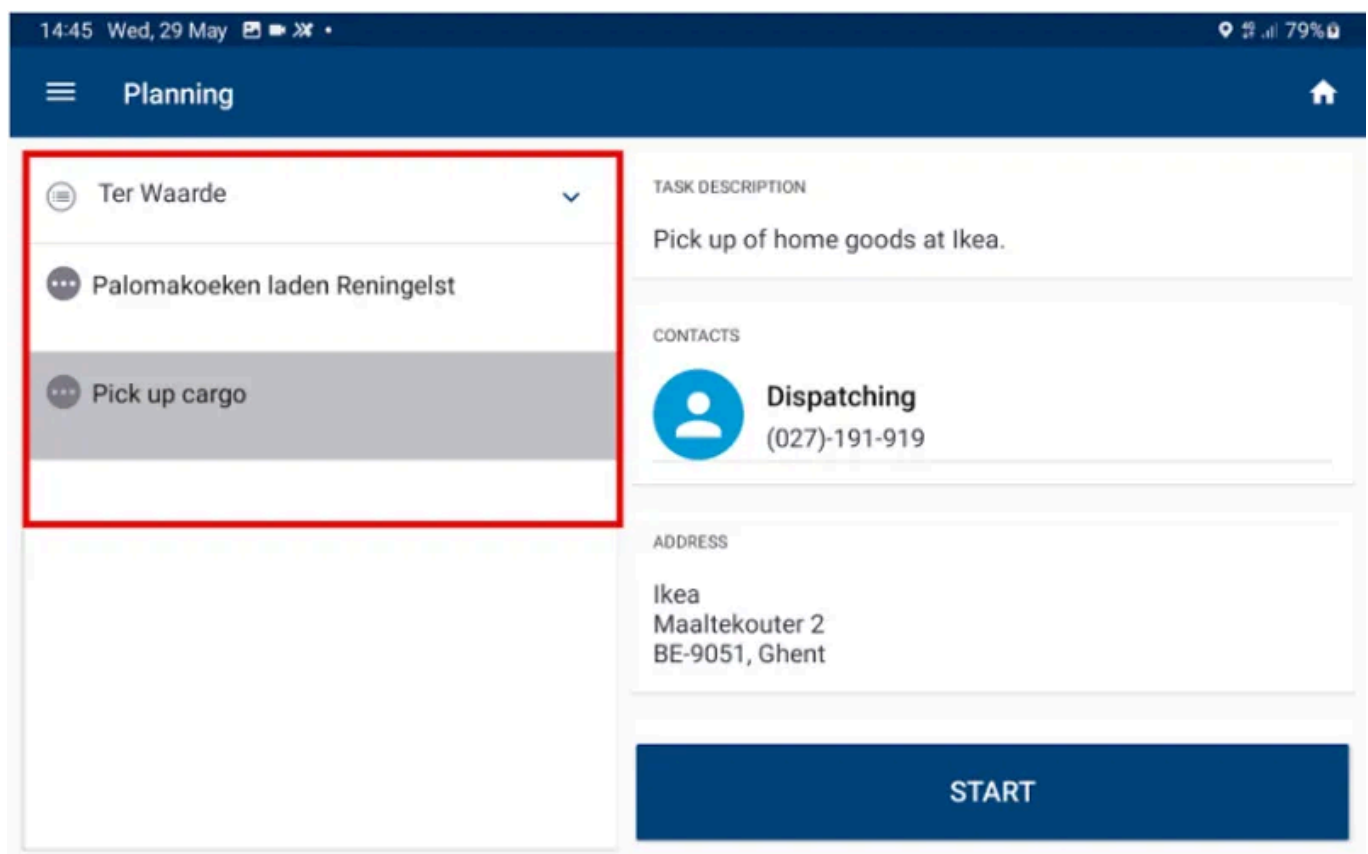 14:45 Wed, 29 May
79%
Planning
Ter Waarde
Palomakoeken laden Reningelst
Pick up cargo
TASK DESCRIPTION
Pick up of home goods at Ikea.
CONTACTS
Dispatching
(027)-191-919
ADDRESS
Ikea
Maaltekouter 2
BE-9051, Ghent
START